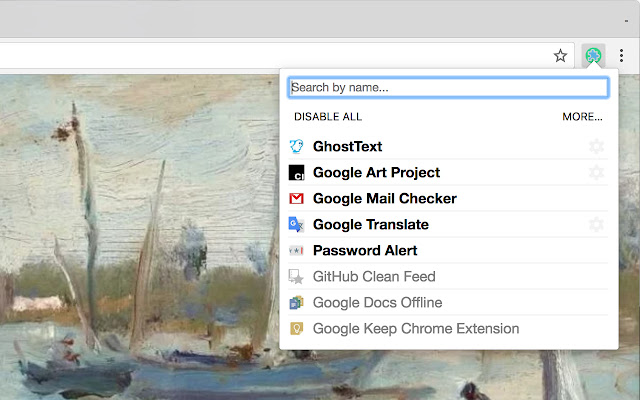 Search by name...
DISABLE ALL MORE...
GhostText
Google Art Project
Google Mail Checker
Google Translate
Password Alert
GitHub Clean Feed
Google Docs Offline
Google Keep Chrome Extension